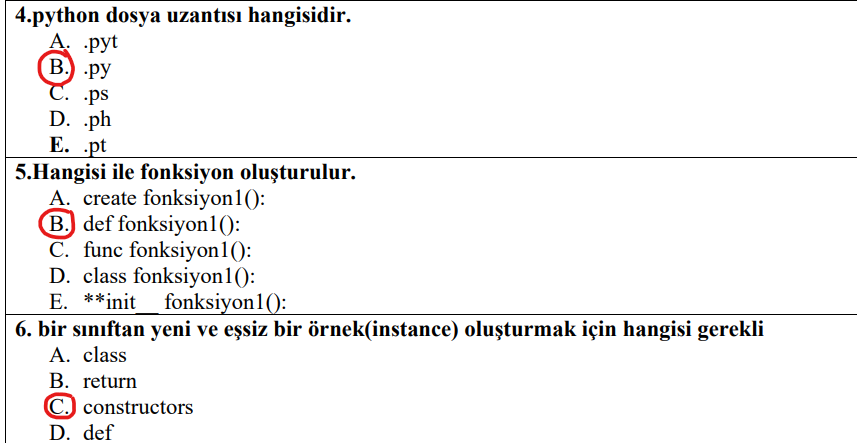 4.python dosya uzantısı hangisidir.
A. .pyt
B. .py
C. .ps
D. .ph
E. .pt
5.Hangisi ile fonksiyon oluşturulur.
A. create fonksiyon1():
B. def fonksiyon1():
C. func fonksiyon1():
D. class fonksiyon1():
E. **init__ fonksiyon1():
6. bir sınıftan yeni ve eşsiz bir örnek(instance) oluşturmak için hangisi gerekli
A. class
B. return
C. constructors
D. def